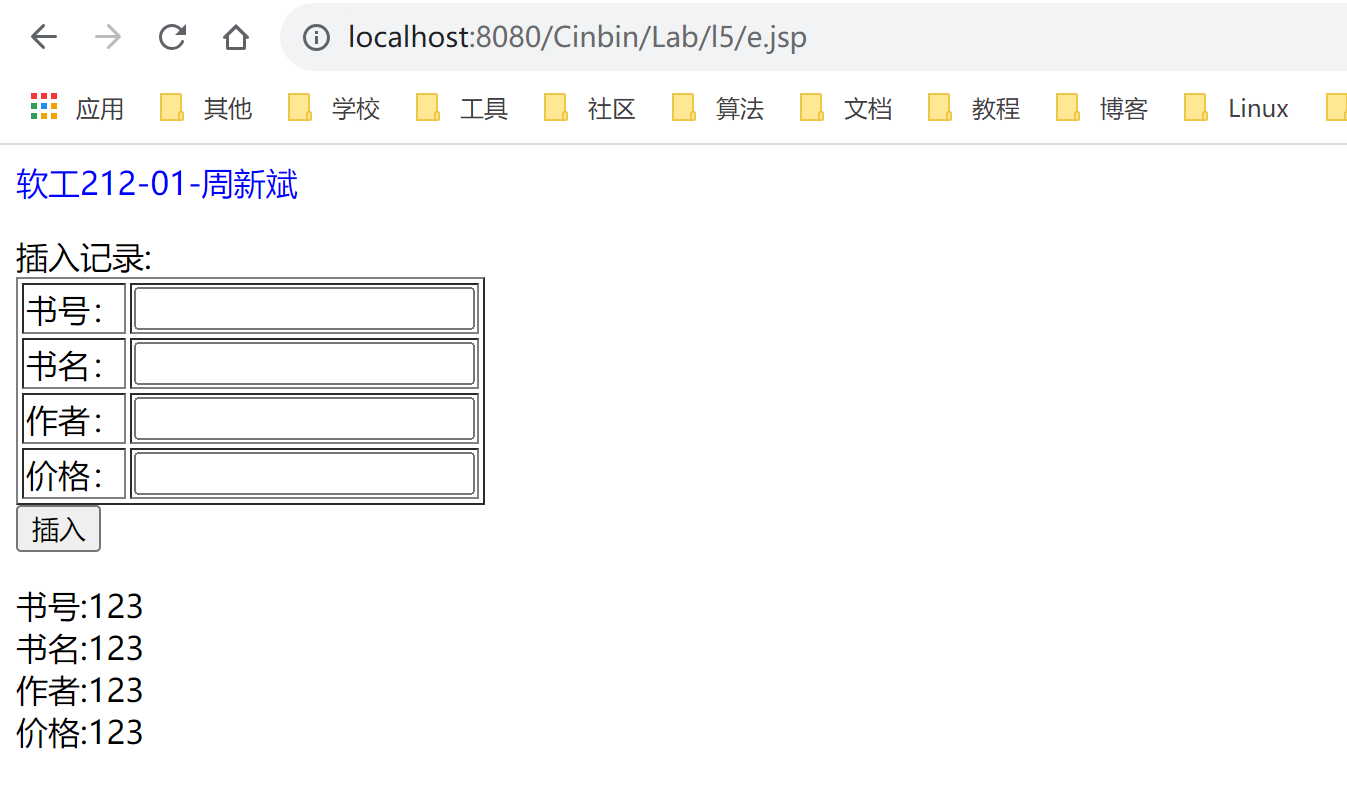 localhost:8080/Cinbin/Lab/l5/e.jsp
应用 其他 学校 工具 社区 算法 文档 教程 博客 Linux
软工212-01-周新斌
插入记录:
书号：
书名：
作者：
价格：
插入
书号:123
书名:123
作者:123
价格:123